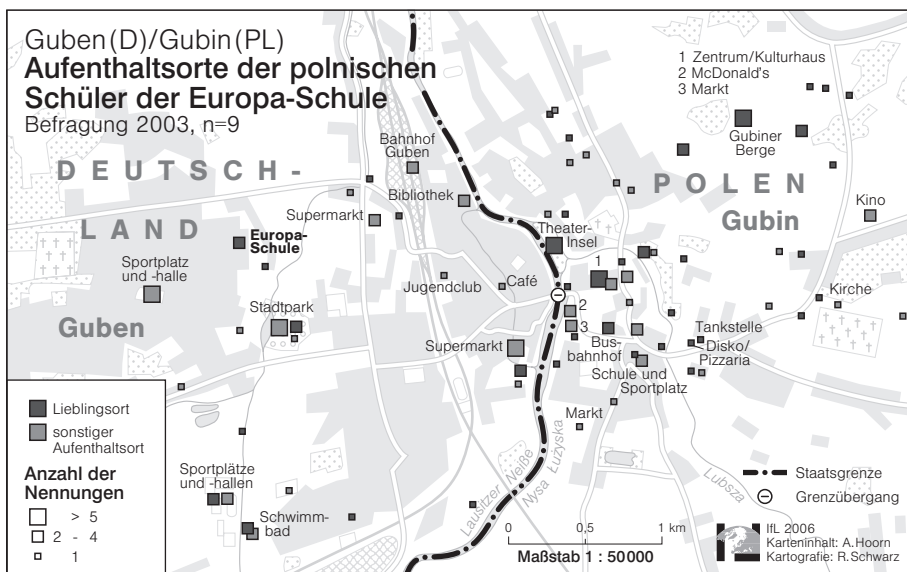 Guben(D)/Gubin(PL)
Aufenthaltsorte der polnischen
Schüler der Europa-Schule
Befragung 2003, n=9
1 Zentrum/Kulturhaus
2 McDonald's
3 Markt
Gubiner
Berge
DEUTSCH-
LAND
POLEN
Gubin
Guben
Bahnhof
Guben
Bibliothek
Supermarkt
Europa-
Schule
Sportplatz
und -halle
Stadtpark
Jugendclub
Café
Theater-
Insel
1
2
3
Kino
Kirche
Supermarkt
Bus-
bahnhof
Schule und
Sportplatz
Tankstelle
Disko/
Pizzaria
Markt
Sportplätze
und -hallen
Schwimm-
bad
Lausitzer Neiße
Nysa Łużyska
Lubsza
Lieblingsort
sonstiger
Aufenthaltsort
Anzahl der
Nennungen
> 5
2 - 4
1
Staatsgrenze
Grenzübergang
0 0,5 1 km
Maßstab 1 : 50000
IfL 2006
Karteninhalt: A.Hoorn
Kartografie: R.Schwarz